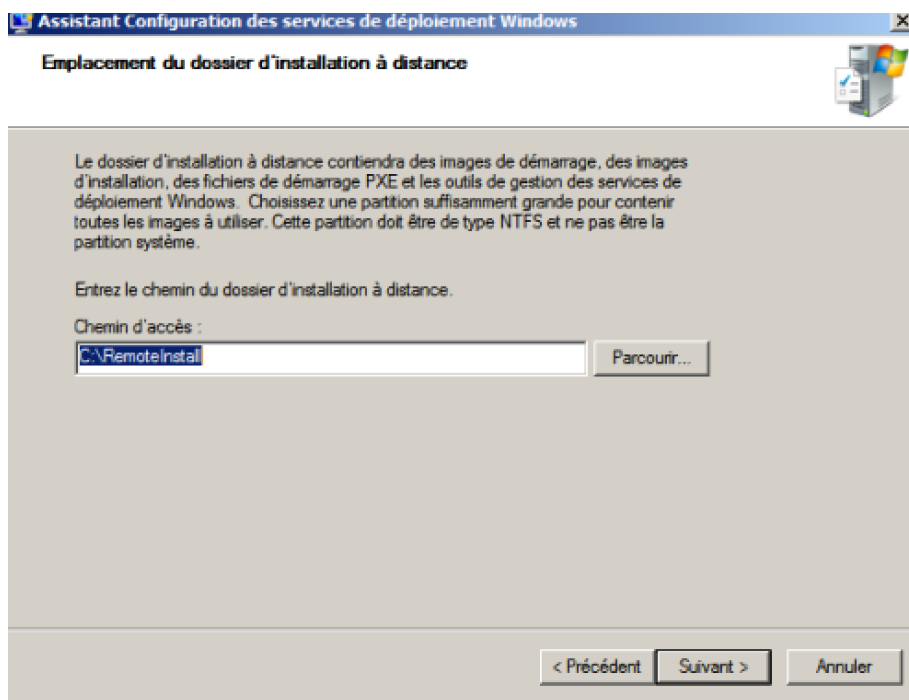 Assistant Configuration des services de déploiement Windows
Emplacement du dossier d'installation à distance
Le dossier d'installation à distance contiendra des images de démarrage, des images
d'installation, des fichiers de démarrage PXE et les outils de gestion des services de
déploiement Windows. Choisissez une partition suffisamment grande pour contenir
toutes les images à utiliser. Cette partition doit être de type NTFS et ne pas être la
partition système.
Entrez le chemin du dossier d'installation à distance.
Chemin d'accès :
C:\RemoteInstall
Parcourir...
< Précédent
Suivant >
Annuler